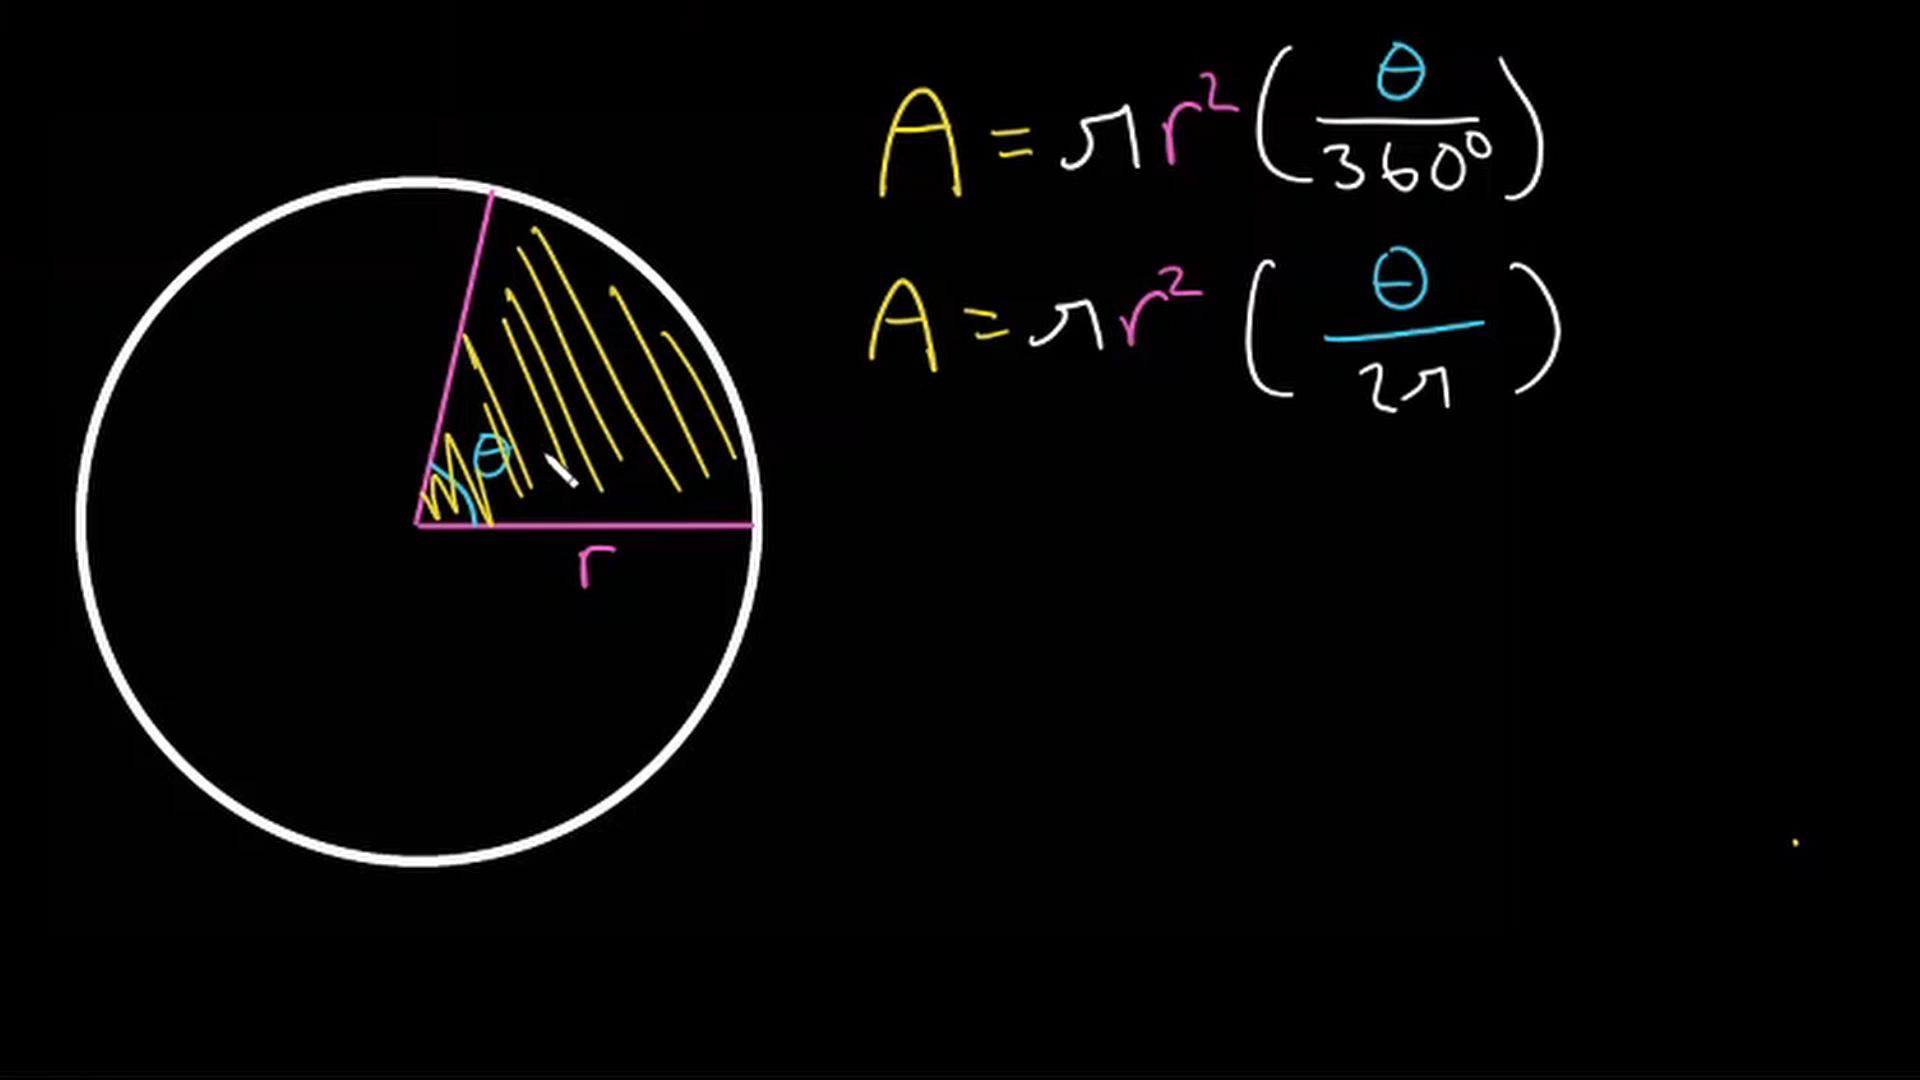 A = πr²(θ/360°)
A = πr²(θ/2π)
θ
r